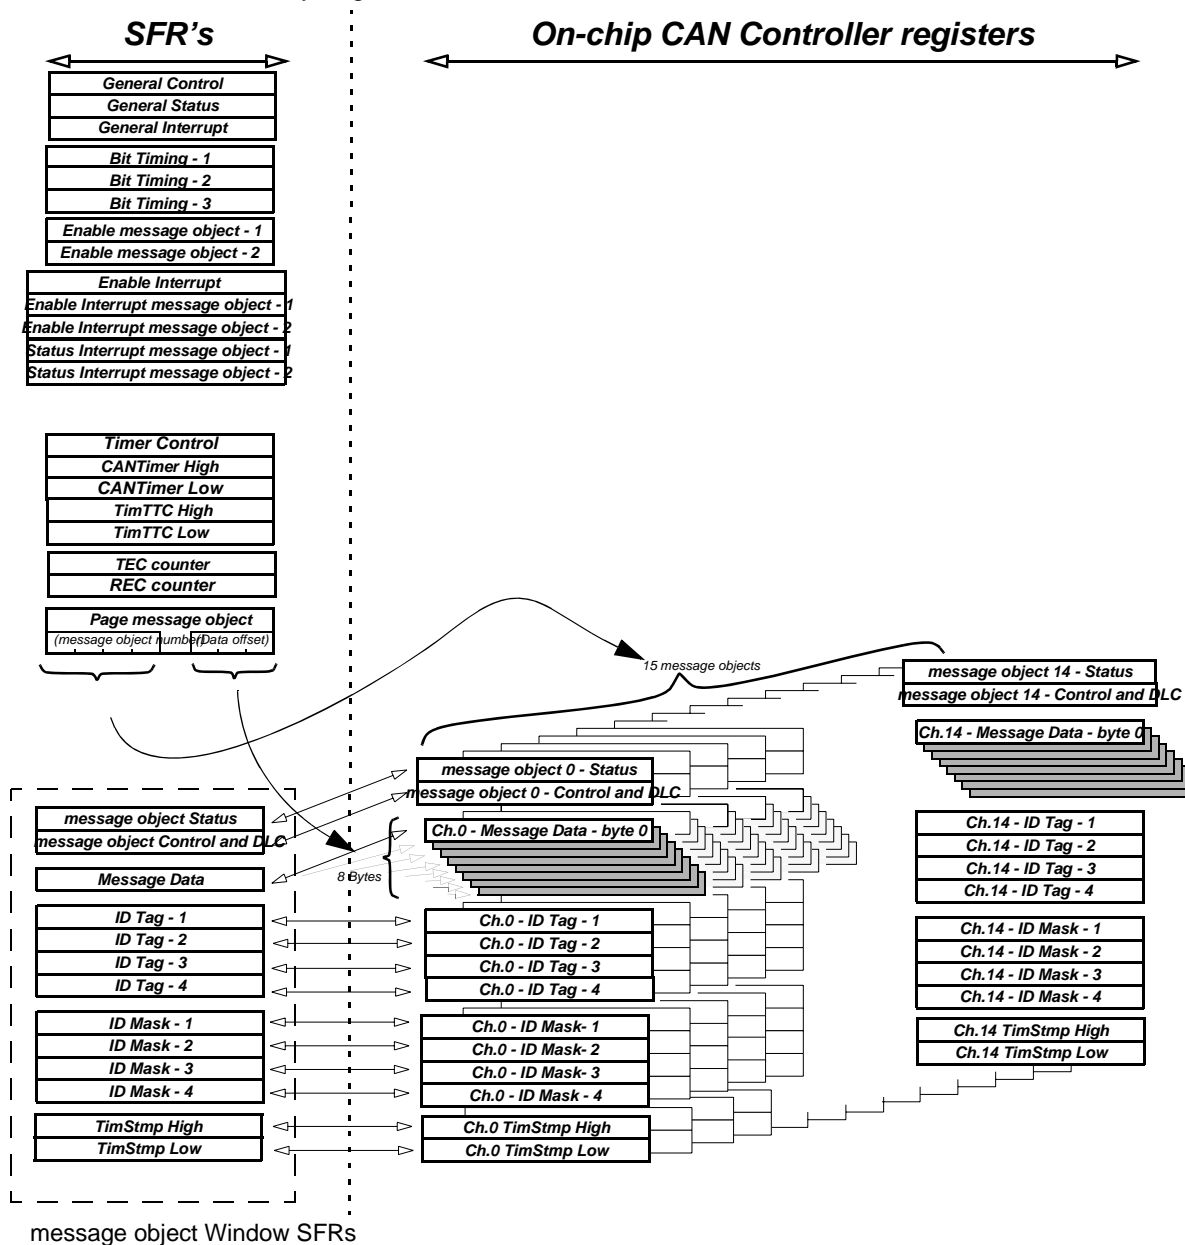 SFR's
On-chip CAN Controller registers
General Control
General Status
General Interrupt
Bit Timing - 1
Bit Timing - 2
Bit Timing - 3
Enable message object - 1
Enable message object - 2
Enable Interrupt
Enable Interrupt message object - 1
Enable Interrupt message object - 2
Status Interrupt message object - 1
Status Interrupt message object - 2
Timer Control
CANTimer High
CANTimer Low
TimTTC High
TimTTC Low
TEC counter
REC counter
Page message object
(message object number)
(Data offset)
15 message objects
8 Bytes
message object Status
message object Control and DLC
Message Data
ID Tag - 1
ID Tag - 2
ID Tag - 3
ID Tag - 4
ID Mask - 1
ID Mask - 2
ID Mask - 3
ID Mask - 4
TimStmp High
TimStmp Low
message object Window SFRs
message object 0 - Status
message object 0 - Control and DLC
Ch.0 - Message Data - byte 0
Ch.0 - ID Tag - 1
Ch.0 - ID Tag - 2
Ch.0 - ID Tag - 3
Ch.0 - ID Tag - 4
Ch.0 - ID Mask- 1
Ch.0 - ID Mask- 2
Ch.0 - ID Mask- 3
Ch.0 - ID Mask - 4
Ch.0 TimStmp High
Ch.0 TimStmp Low
message object 14 - Status
message object 14 - Control and DLC
Ch.14 - Message Data - byte 0
Ch.14 - ID Tag - 1
Ch.14 - ID Tag - 2
Ch.14 - ID Tag - 3
Ch.14 - ID Tag - 4
Ch.14 - ID Mask - 1
Ch.14 - ID Mask - 2
Ch.14 - ID Mask - 3
Ch.14 - ID Mask - 4
Ch.14 TimStmp High
Ch.14 TimStmp Low